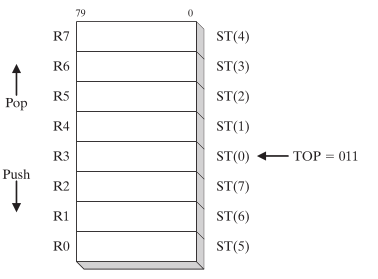 79 0
R7 ST(4)
R6 ST(3)
Pop
R5 ST(2)
R4 ST(1)
R3 ST(0) TOP = 011
Push
R2 ST(7)
R1 ST(6)
R0 ST(5)